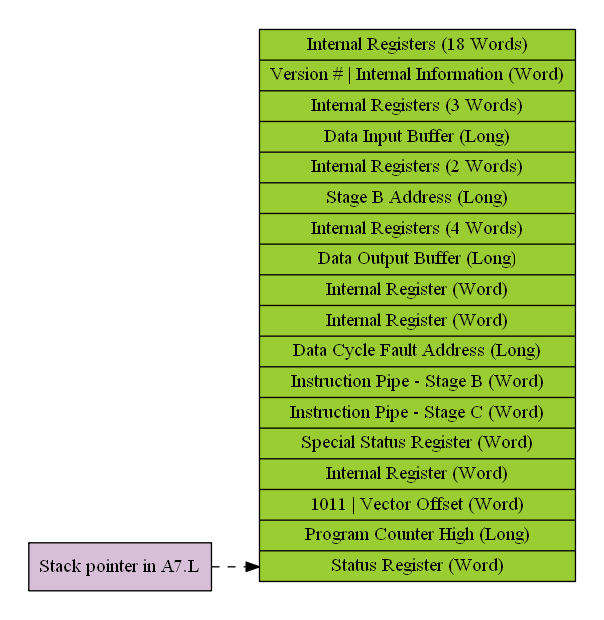 Internal Registers (18 Words)
Version # | Internal Information (Word)
Internal Registers (3 Words)
Data Input Buffer (Long)
Internal Registers (2 Words)
Stage B Address (Long)
Internal Registers (4 Words)
Data Output Buffer (Long)
Internal Register (Word)
Internal Register (Word)
Data Cycle Fault Address (Long)
Instruction Pipe - Stage B (Word)
Instruction Pipe - Stage C (Word)
Special Status Register (Word)
Internal Register (Word)
1011 | Vector Offset (Word)
Program Counter High (Long)
Stack pointer in A7.L
Status Register (Word)